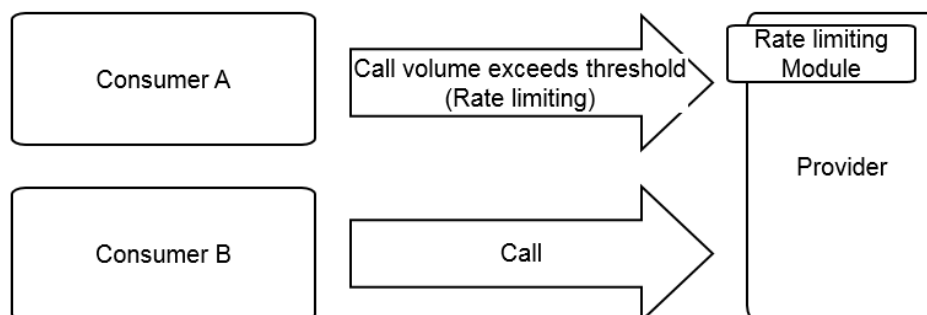 Consumer A
Call volume exceeds threshold
(Rate limiting)
Rate limiting
Module
Provider
Consumer B
Call